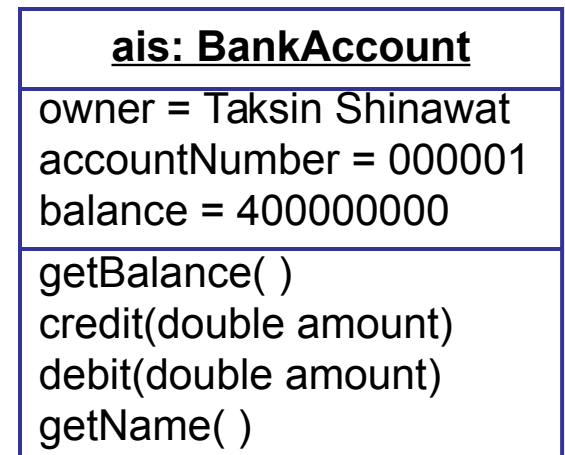 ais: BankAccount
owner = Taksin Shinawat
accountNumber = 000001
balance = 400000000
getBalance( )
credit(double amount)
debit(double amount)
getName( )